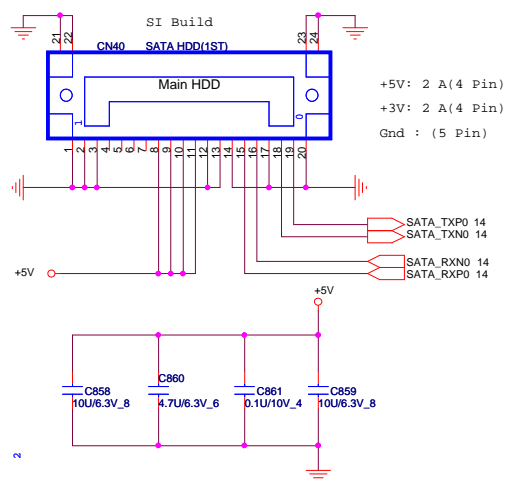 SI Build
21
22
23
24
CN40
SATA HDD(1ST)
Main HDD
1
0
+5V: 2 A(4 Pin)
+3V: 2 A(4 Pin)
Gnd : (5 Pin)
1
2
3
4
5
6
7
8
9
10
11
12
13
14
15
16
17
18
19
20
SATA_TXP0 14
SATA_TXN0 14
SATA_RXN0 14
SATA_RXP0 14
+5V
+5V
C858
10U/6.3V_8
C860
4.7U/6.3V_6
C861
0.1U/10V_4
C859
10U/6.3V_8
2